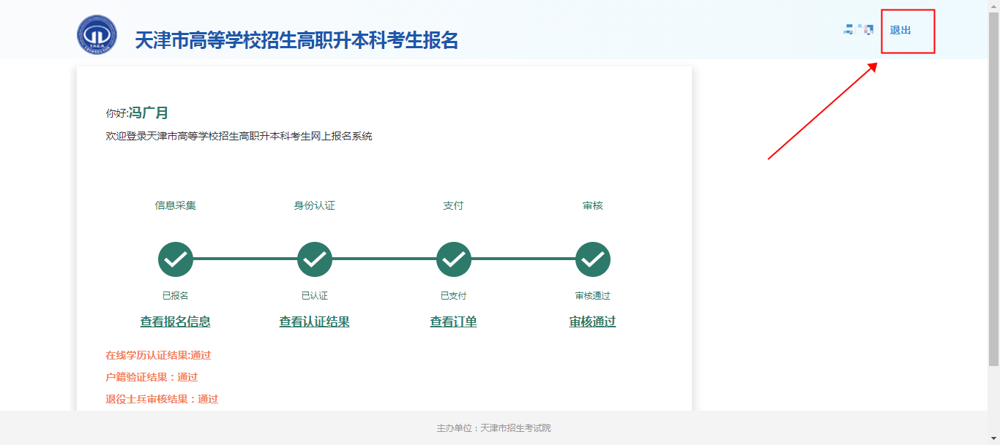 天津市高等学校招生高职升本科考生报名
退出
TAEA
你好:冯广月
欢迎登录天津市高等学校招生高职升本科考生网上报名系统
信息采集 身份认证 支付 审核
已报名 已认证 已支付 审核通过
查看报名信息 查看认证结果 查看订单 审核通过
在线学历认证结果:通过
户籍验证结果：通过
退役士兵审核结果：通过
主办单位：天津市招生考试院